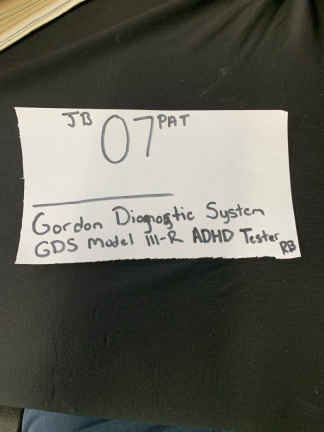 JB 07 PAT
Gordon Diagnostic System
GDS Model III-R ADHD Tester
RB